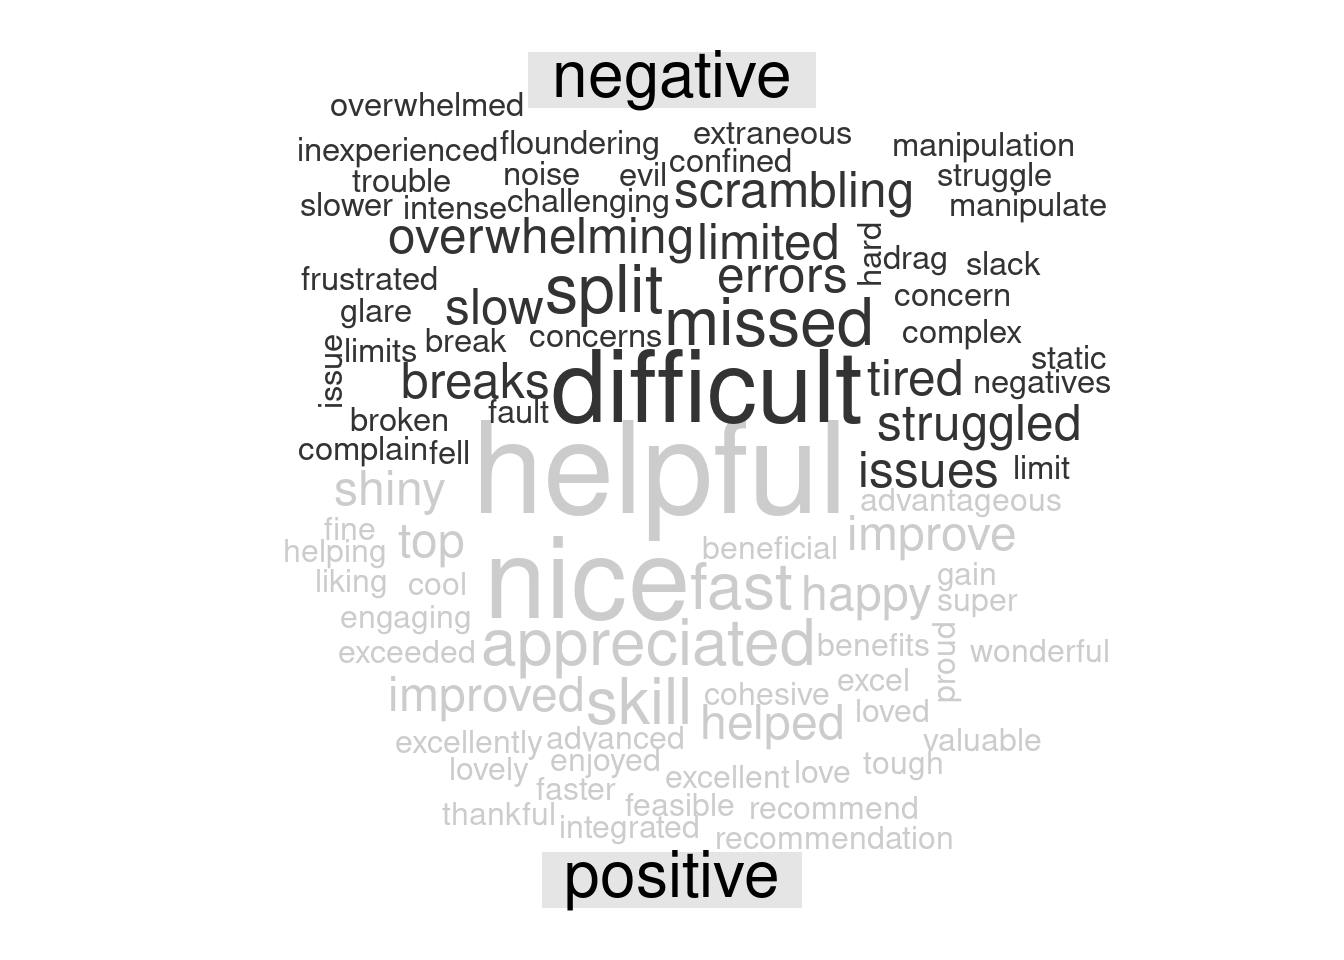 negative
overwhelmed
inexperienced floundering extraneous manipulation
trouble noise evil confined struggle
slower intense challenging scrambling manipulate
overwhelming limited hard drag slack
frustrated split errors concern
glare slow missed complex
issue limits break concerns static
breaks difficult tired negatives
broken fault struggled
complain fell helpful issues limit
shiny advantageous
fine top improve
helping beneficial
liking cool nice fast happy gain
engaging super
exceeded appreciated benefits proud wonderful
improved skill cohesive excel
helped loved
excellently advanced valuable
lovely enjoyed excellent love tough
faster
thankful feasible recommend
integrated recommendation
positive